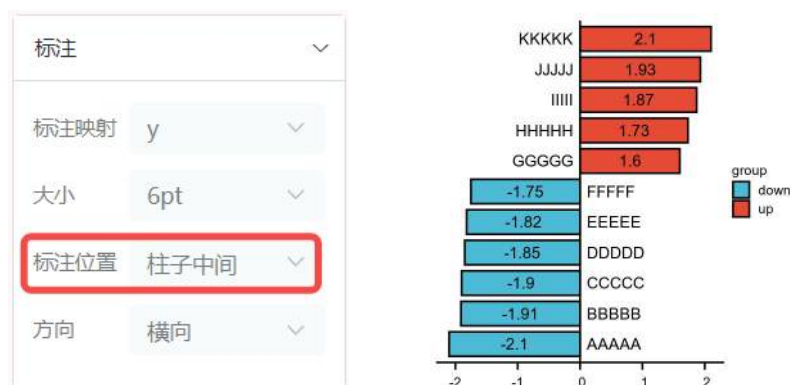 标注
标注映射 y
大小 6pt
标注位置 柱子中间
方向 横向
KKKKK 2.1
JJJJJ 1.93
IIIII 1.87
HHHHH 1.73
GGGGG 1.6
-1.75 FFFFF
-1.82 EEEEE
-1.85 DDDDD
-1.9 CCCCC
-1.91 BBBBB
-2.1 AAAAA
-2 -1 0 1 2
group
down
up